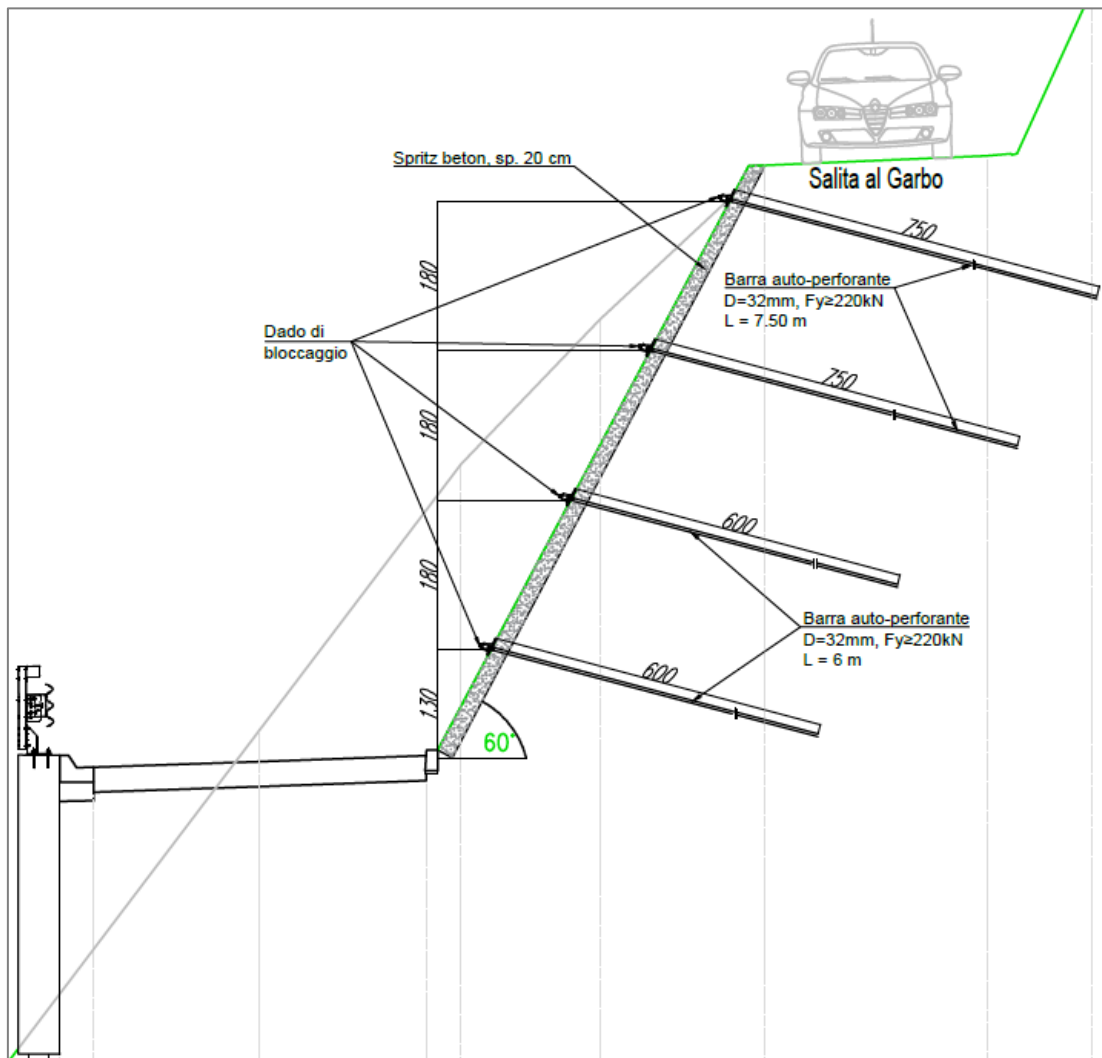 Spritz beton, sp. 20 cm
Salita al Garbo
750
180
Barra auto-perforante
D=32mm, Fy≥220kN
L = 7.50 m
Dado di
bloccaggio
750
180
600
180
Barra auto-perforante
D=32mm, Fy≥220kN
L = 6 m
600
130
60°